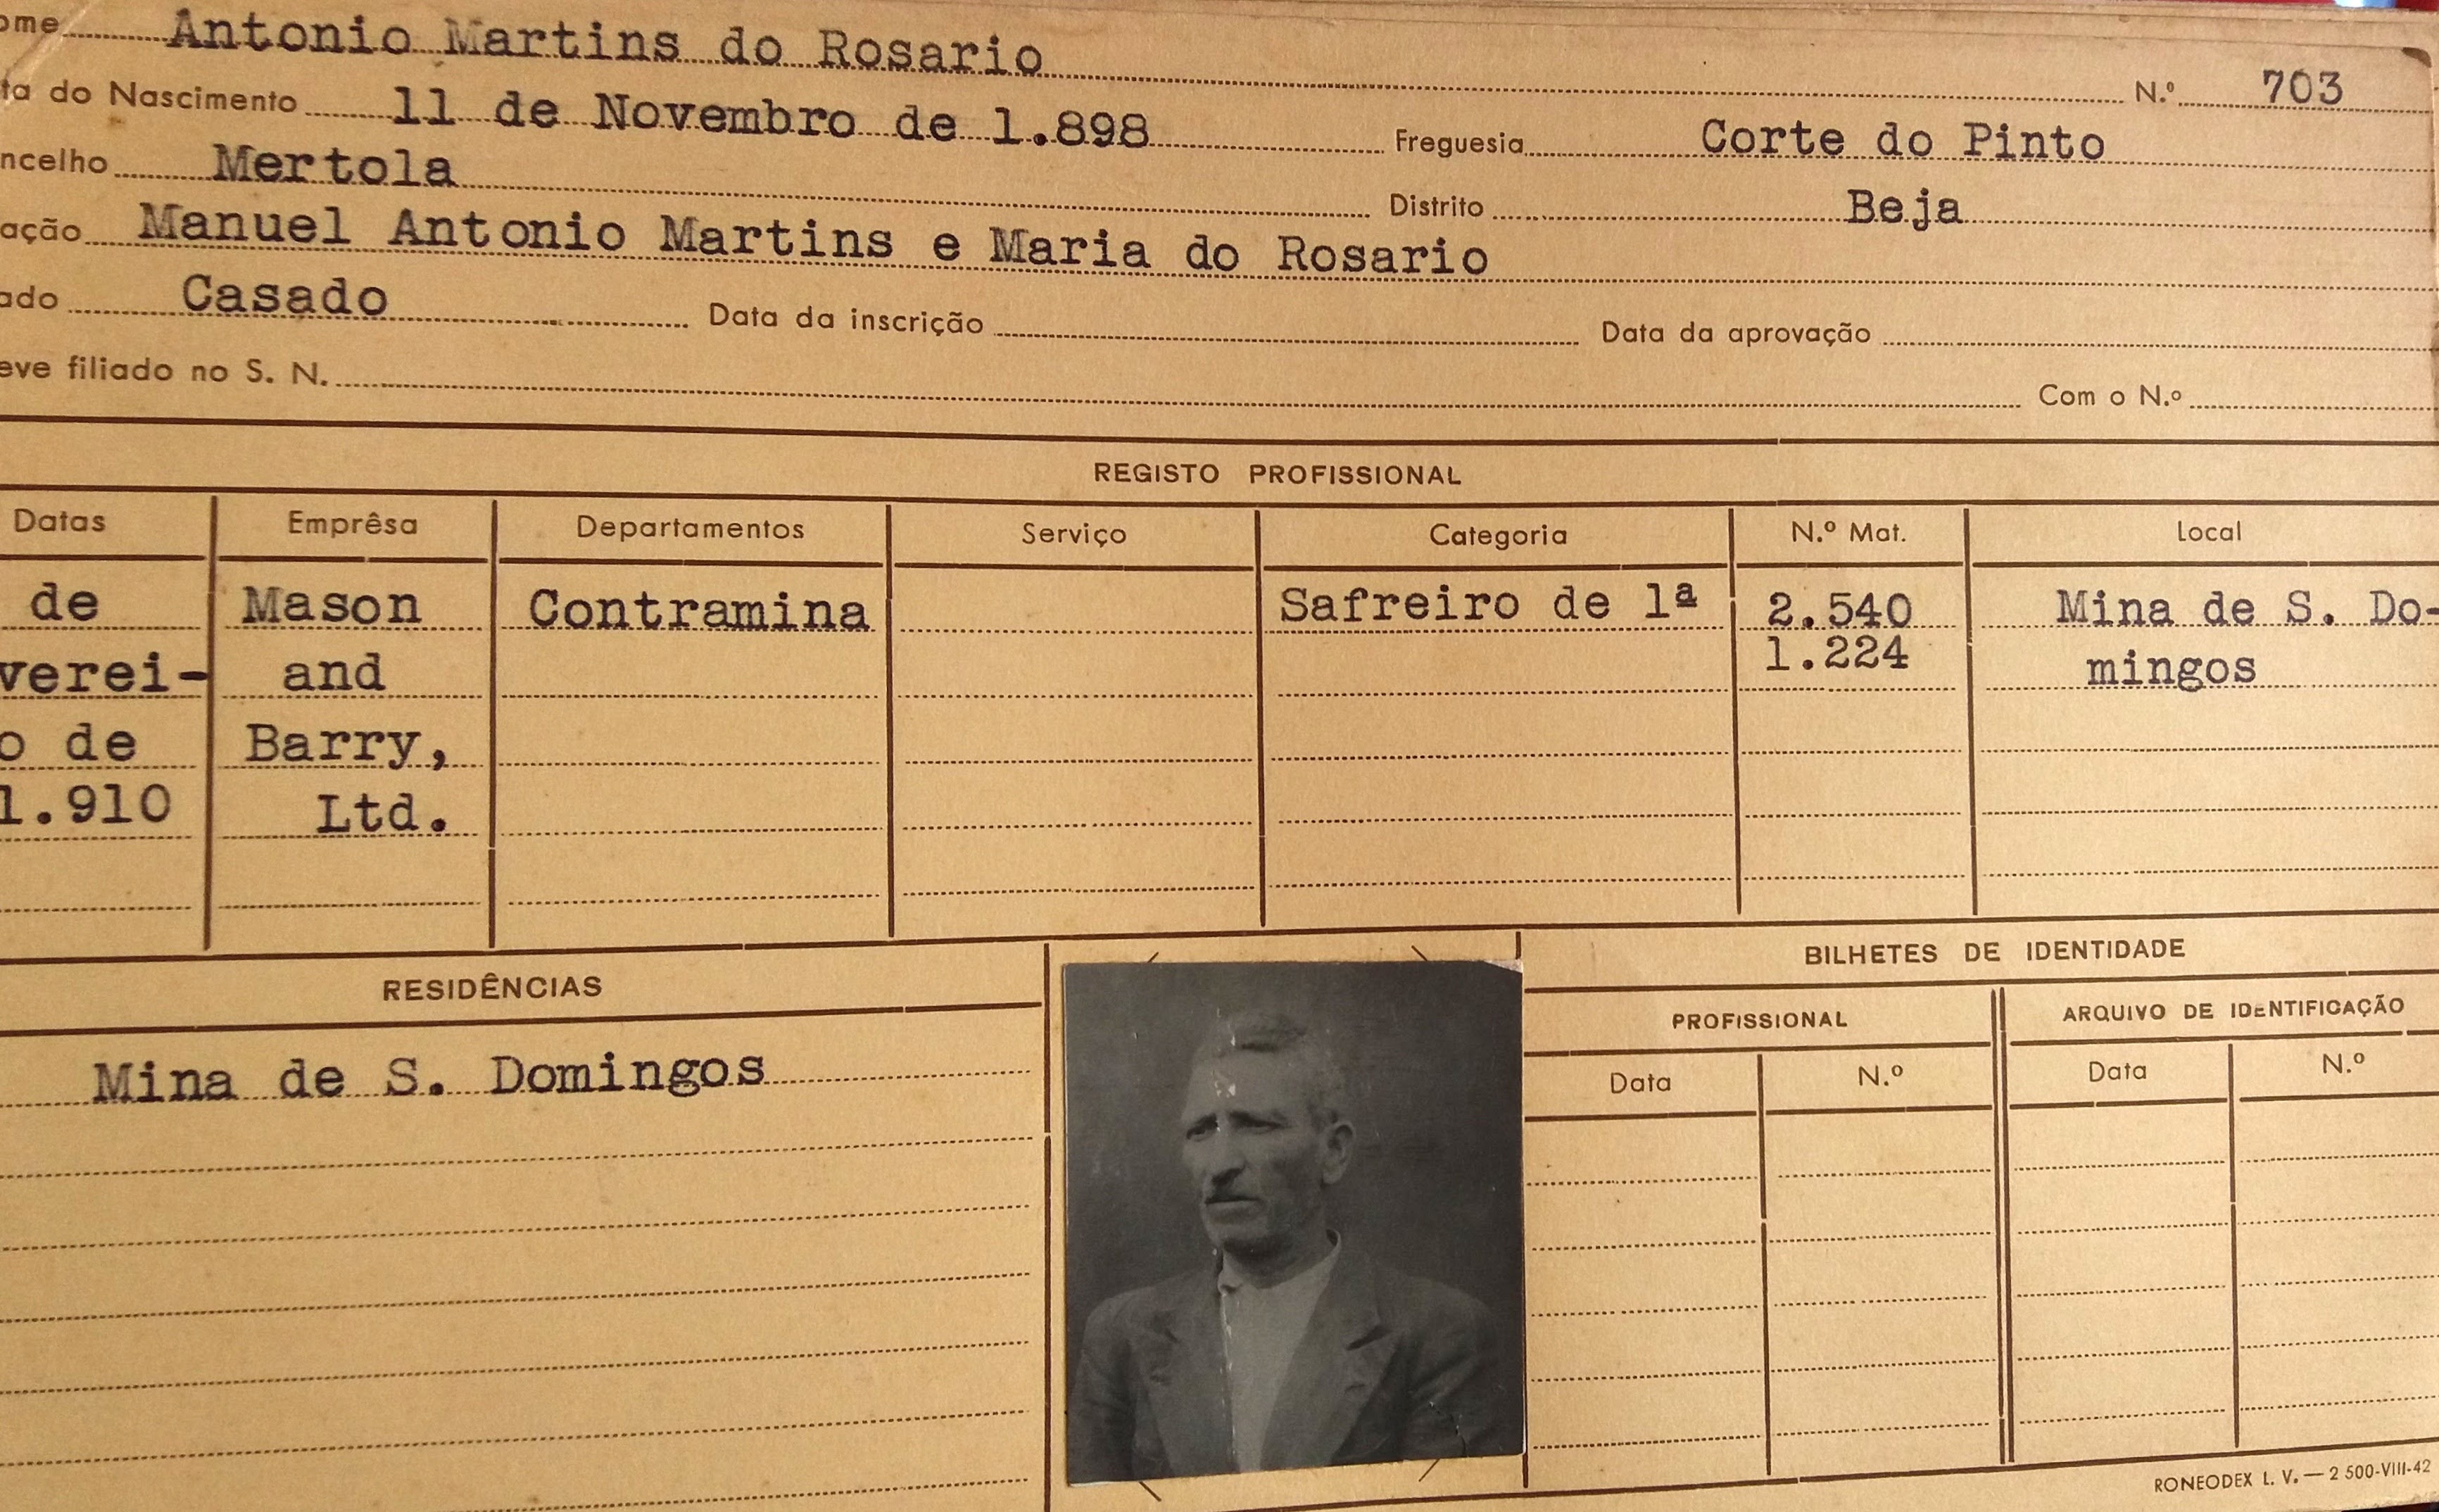 ome Antonio Martins do Rosario
N.º 703
ta do Nascimento 11 de Novembro de 1.898 Freguesia Corte do Pinto
ncelho Mertola Distrito Beja
ação Manuel Antonio Martins e Maria do Rosario
ado Casado Data da inscrição Data da aprovação
eve filiado no S. N. Com o N.º
REGISTO PROFISSIONAL
Datas Emprêsa Departamentos Serviço Categoria N.º Mat. Local
de Mason Contramina Safreiro de 1ª 2.540 Mina de S. Do-
verei- and 1.224 mingos
o de Barry,
1.910 Ltd.
RESIDÊNCIAS
Mina de S. Domingos
BILHETES DE IDENTIDADE
PROFISSIONAL ARQUIVO DE IDENTIFICAÇÃO
Data N.º Data N.º
RONEODEX L. V. — 2 500-VIII-42